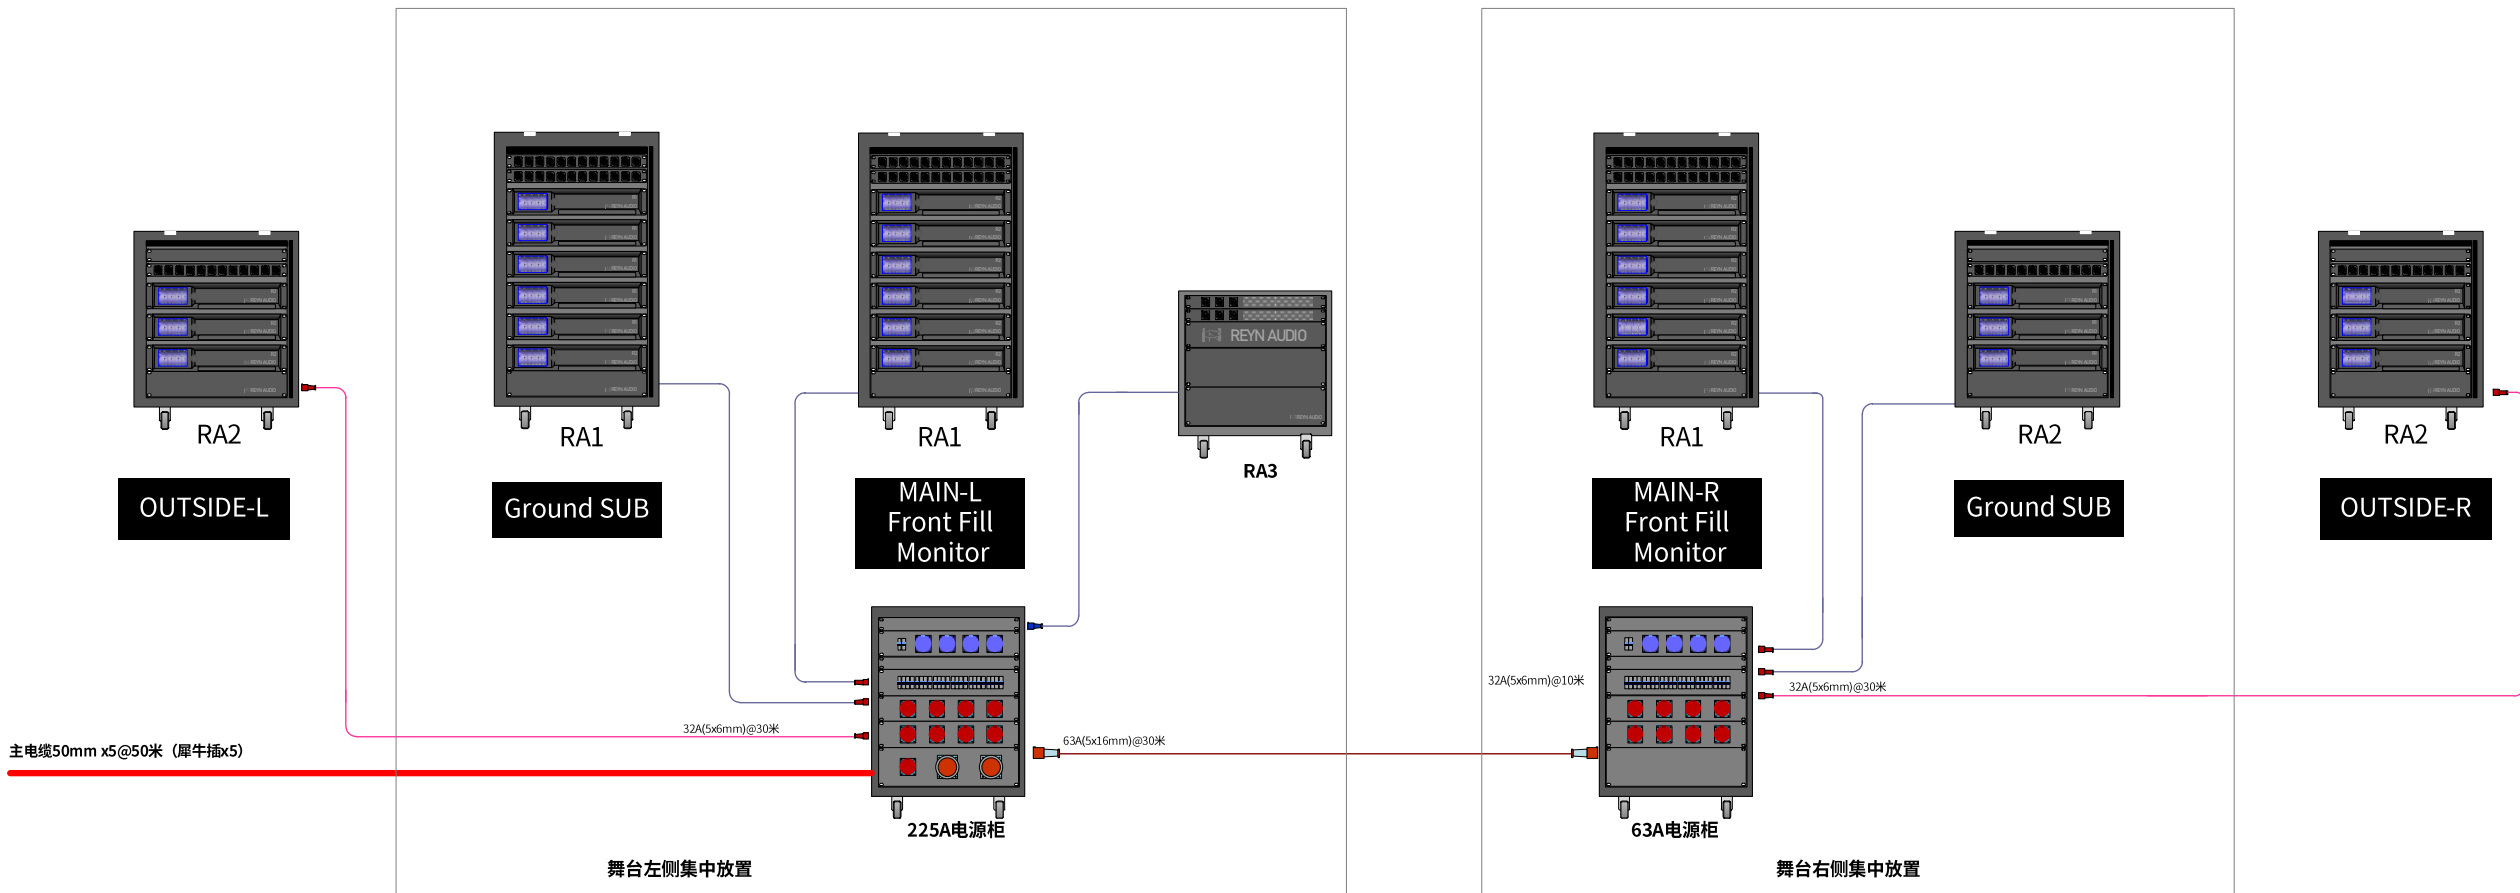 REYN AUDIO
RA2
RA1
RA1
RA3
RA1
RA2
RA2
OUTSIDE-L
Ground SUB
MAIN-L
Front Fill
Monitor
MAIN-R
Front Fill
Monitor
Ground SUB
OUTSIDE-R
32A(5x6mm)@10米
32A(5x6mm)@30米
32A(5x6mm)@30米
63A(5x16mm)@30米
主电缆50mm x5@50米（犀牛插x5）
225A电源柜
63A电源柜
舞台左侧集中放置
舞台右侧集中放置